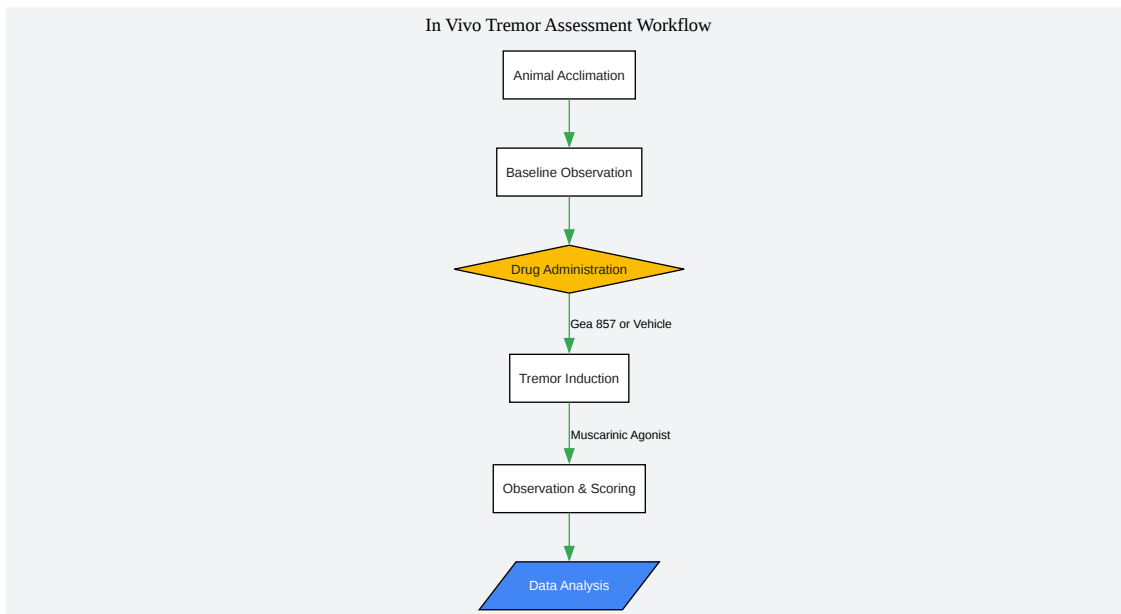 In Vivo Tremor Assessment Workflow
Animal Acclimation
Baseline Observation
Drug Administration
Gea 857 or Vehicle
Tremor Induction
Muscarinic Agonist
Observation & Scoring
Data Analysis